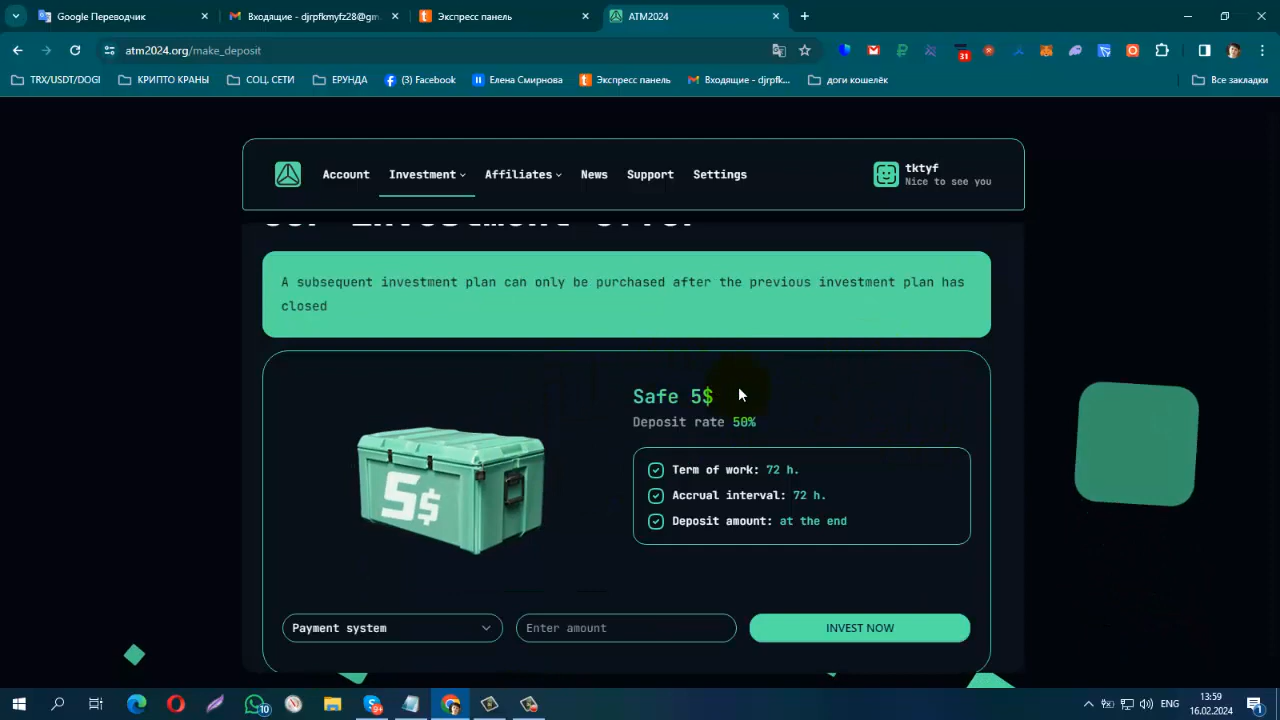 Google Переводчик
Входящие - djrpfkmyfz28@gm
Экспресс панель
ATM2024
atm2024.org/make_deposit
31
TRX/USDT/DOGI
КРИПТО КРАНЫ
СОЦ. СЕТИ
ЕРУНДА
(3) Facebook
Елена Смирнова
Экспресс панель
Входящие - djrpfk...
доги кошелёк
Все закладки
Account
Investment
Affiliates
News
Support
Settings
tktyf
Nice to see you
A subsequent investment plan can only be purchased after the previous investment plan has
closed
Safe 5$
Deposit rate 50%
5$
Term of work: 72 h.
Accrual interval: 72 h.
Deposit amount: at the end
Payment system
Enter amount
INVEST NOW
10
9+
ENG
13:59
16.02.2024
1